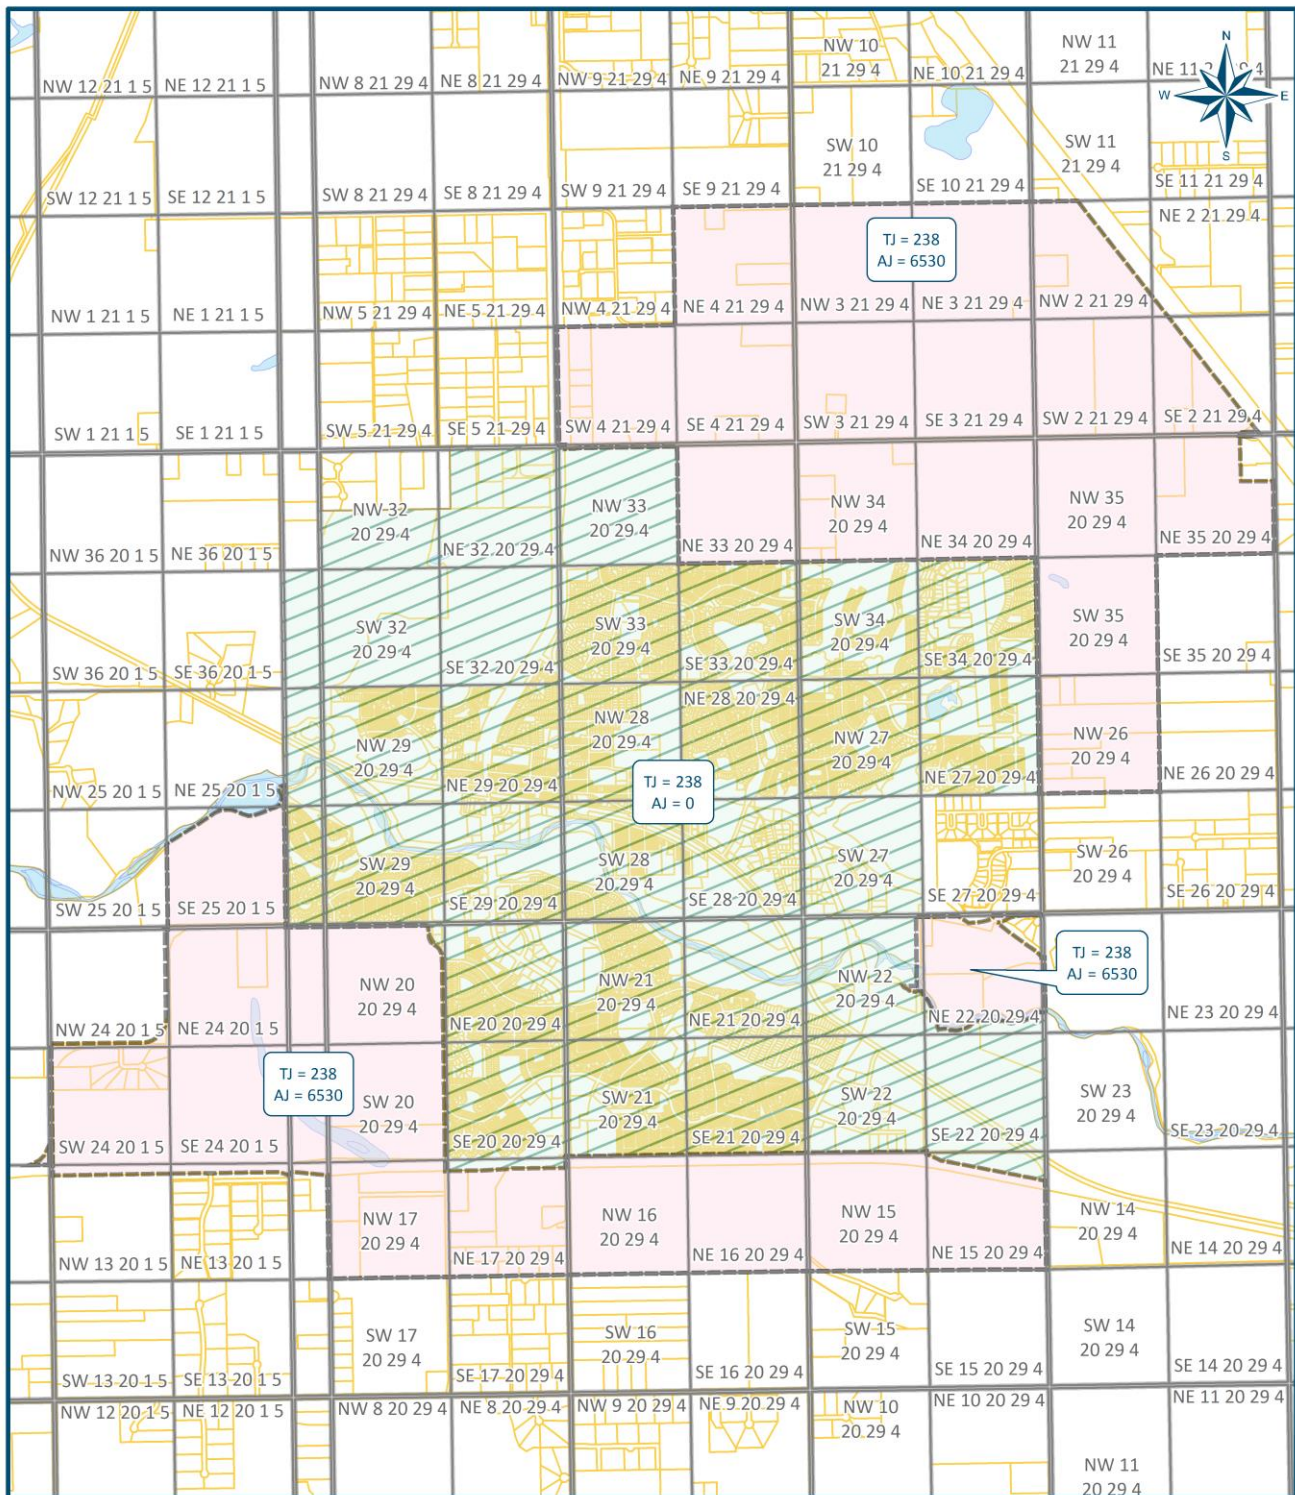 N
W
E
S
NW 12 21 1 5
NE 12 21 1 5
NW 8 21 29 4
NE 8 21 29 4
NW 9 21 29 4
NE 9 21 29 4
NW 10
21 29 4
NE 10 21 29 4
NW 11
21 29 4
NE 11
SW 12 21 1 5
SE 12 21 1 5
SW 8 21 29 4
SE 8 21 29 4
SW 9 21 29 4
SE 9 21 29 4
SW 10
21 29 4
SE 10 21 29 4
SW 11
21 29 4
SE 11 21 29 4
NE 2 21 29 4
TJ = 238
AJ = 6530
NW 1 21 1 5
NE 1 21 1 5
NW 5 21 29 4
NE 5 21 29 4
NW 4 21 29 4
NE 4 21 29 4
NW 3 21 29 4
NE 3 21 29 4
NW 2 21 29 4
SW 1 21 1 5
SE 1 21 1 5
SW 5 21 29 4
SE 5 21 29 4
SW 4 21 29 4
SE 4 21 29 4
SW 3 21 29 4
SE 3 21 29 4
SW 2 21 29 4
SE 2 21 29 4
NW 36 20 1 5
NE 36 20 1 5
NW 32
20 29 4
NE 32 20 29 4
NW 33
20 29 4
NE 33 20 29 4
NW 34
20 29 4
NE 34 20 29 4
NW 35
20 29 4
NE 35 20 29 4
SW 36 20 1 5
SE 36 20 1 5
SW 32
20 29 4
SE 32 20 29 4
SW 33
20 29 4
SE 33 20 29 4
SW 34
20 29 4
SE 34 20 29 4
SW 35
20 29 4
SE 35 20 29 4
NW 25 20 1 5
NE 25 20 1 5
NW 29
20 29 4
NE 29 20 29 4
NW 28
20 29 4
NE 28 20 29 4
NW 27
20 29 4
NE 27 20 29 4
NW 26
20 29 4
NE 26 20 29 4
TJ = 238
AJ = 0
SW 25 20 1 5
SE 25 20 1 5
SW 29
20 29 4
SE 29 20 29 4
SW 28
20 29 4
SE 28 20 29 4
SW 27
20 29 4
SE 27 20 29 4
SW 26
20 29 4
SE 26 20 29 4
NW 24 20 1 5
NE 24 20 1 5
NW 20
20 29 4
NE 20 20 29 4
NW 21
20 29 4
NE 21 20 29 4
NW 22
20 29 4
NE 22 20 29 4
TJ = 238
AJ = 6530
NE 23 20 29 4
TJ = 238
AJ = 6530
SW 24 20 1 5
SE 24 20 1 5
SW 20
20 29 4
SE 20 20 29 4
SW 21
20 29 4
SE 21 20 29 4
SW 22
20 29 4
SE 22 20 29 4
SW 23
20 29 4
SE 23 20 29 4
NW 13 20 1 5
NE 13 20 1 5
NW 17
20 29 4
NE 17 20 29 4
NW 16
20 29 4
NE 16 20 29 4
NW 15
20 29 4
NE 15 20 29 4
NW 14
20 29 4
NE 14 20 29 4
SW 13 20 1 5
SE 13 20 1 5
SW 17
20 29 4
SE 17 20 29 4
SW 16
20 29 4
SE 16 20 29 4
SW 15
20 29 4
SE 15 20 29 4
SW 14
20 29 4
SE 14 20 29 4
NW 12 20 1 5
NE 12 20 1 5
NW 8 20 29 4
NE 8 20 29 4
NW 9 20 29 4
NE 9 20 29 4
NW 10
20 29 4
NE 10 20 29 4
NE 11 20 29 4
NW 11
20 29 4